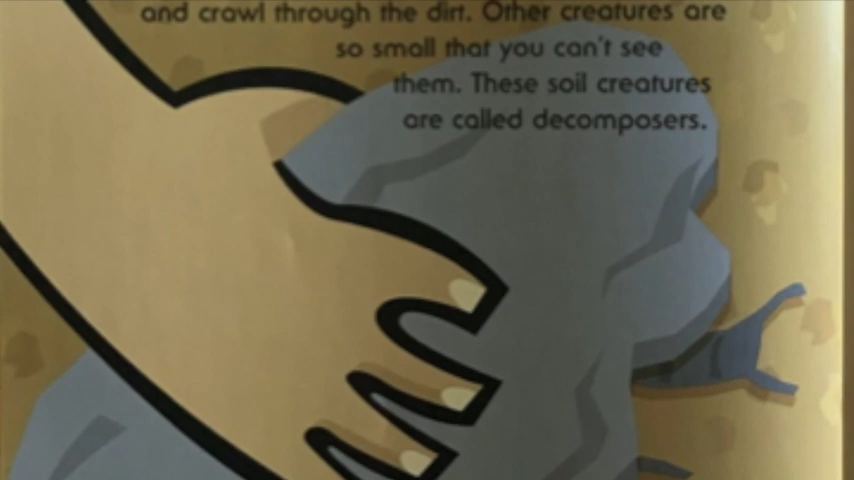 and crawl through the dirt. Other creatures are
so small that you can't see
them. These soil creatures
are called decomposers.